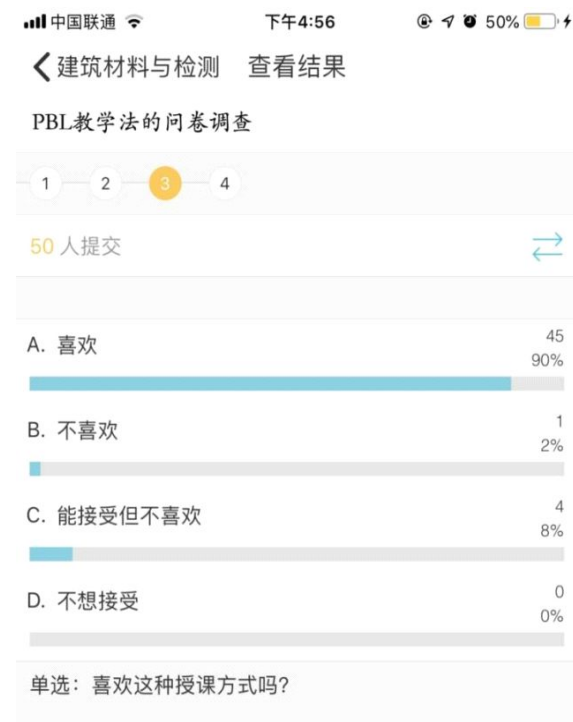 中国联通 下午4:56 50%
建筑材料与检测 查看结果
PBL教学法的问卷调查
1 2 3 4
50 人提交
A. 喜欢 45
90%
B. 不喜欢 1
2%
C. 能接受但不喜欢 4
8%
D. 不想接受 0
0%
单选：喜欢这种授课方式吗?